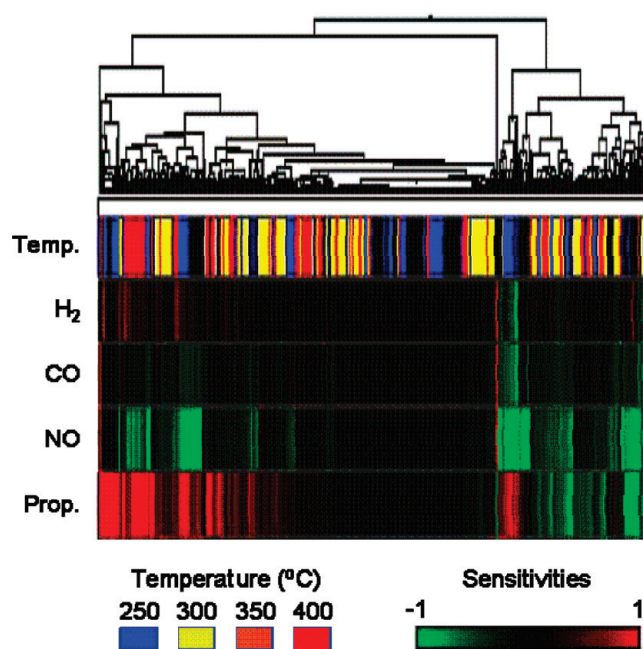 Temp.
H₂
CO
NO
Prop.
Temperature (ºC) Sensitivities
250 300 350 400 -1 1